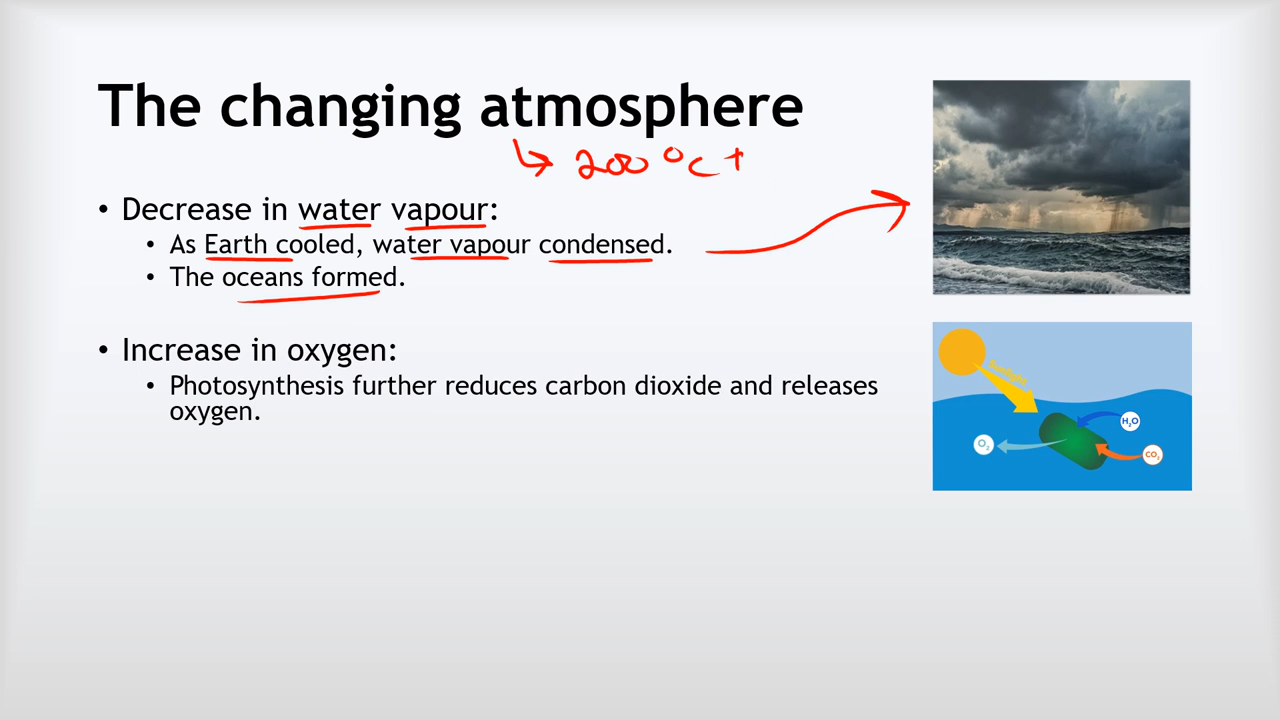 The changing atmosphere
↳ 200 °C +
• Decrease in water vapour:
• As Earth cooled, water vapour condensed.
• The oceans formed.
• Increase in oxygen:
• Photosynthesis further reduces carbon dioxide and releases
oxygen.
Sunlight
H₂O
O₂
CO₂